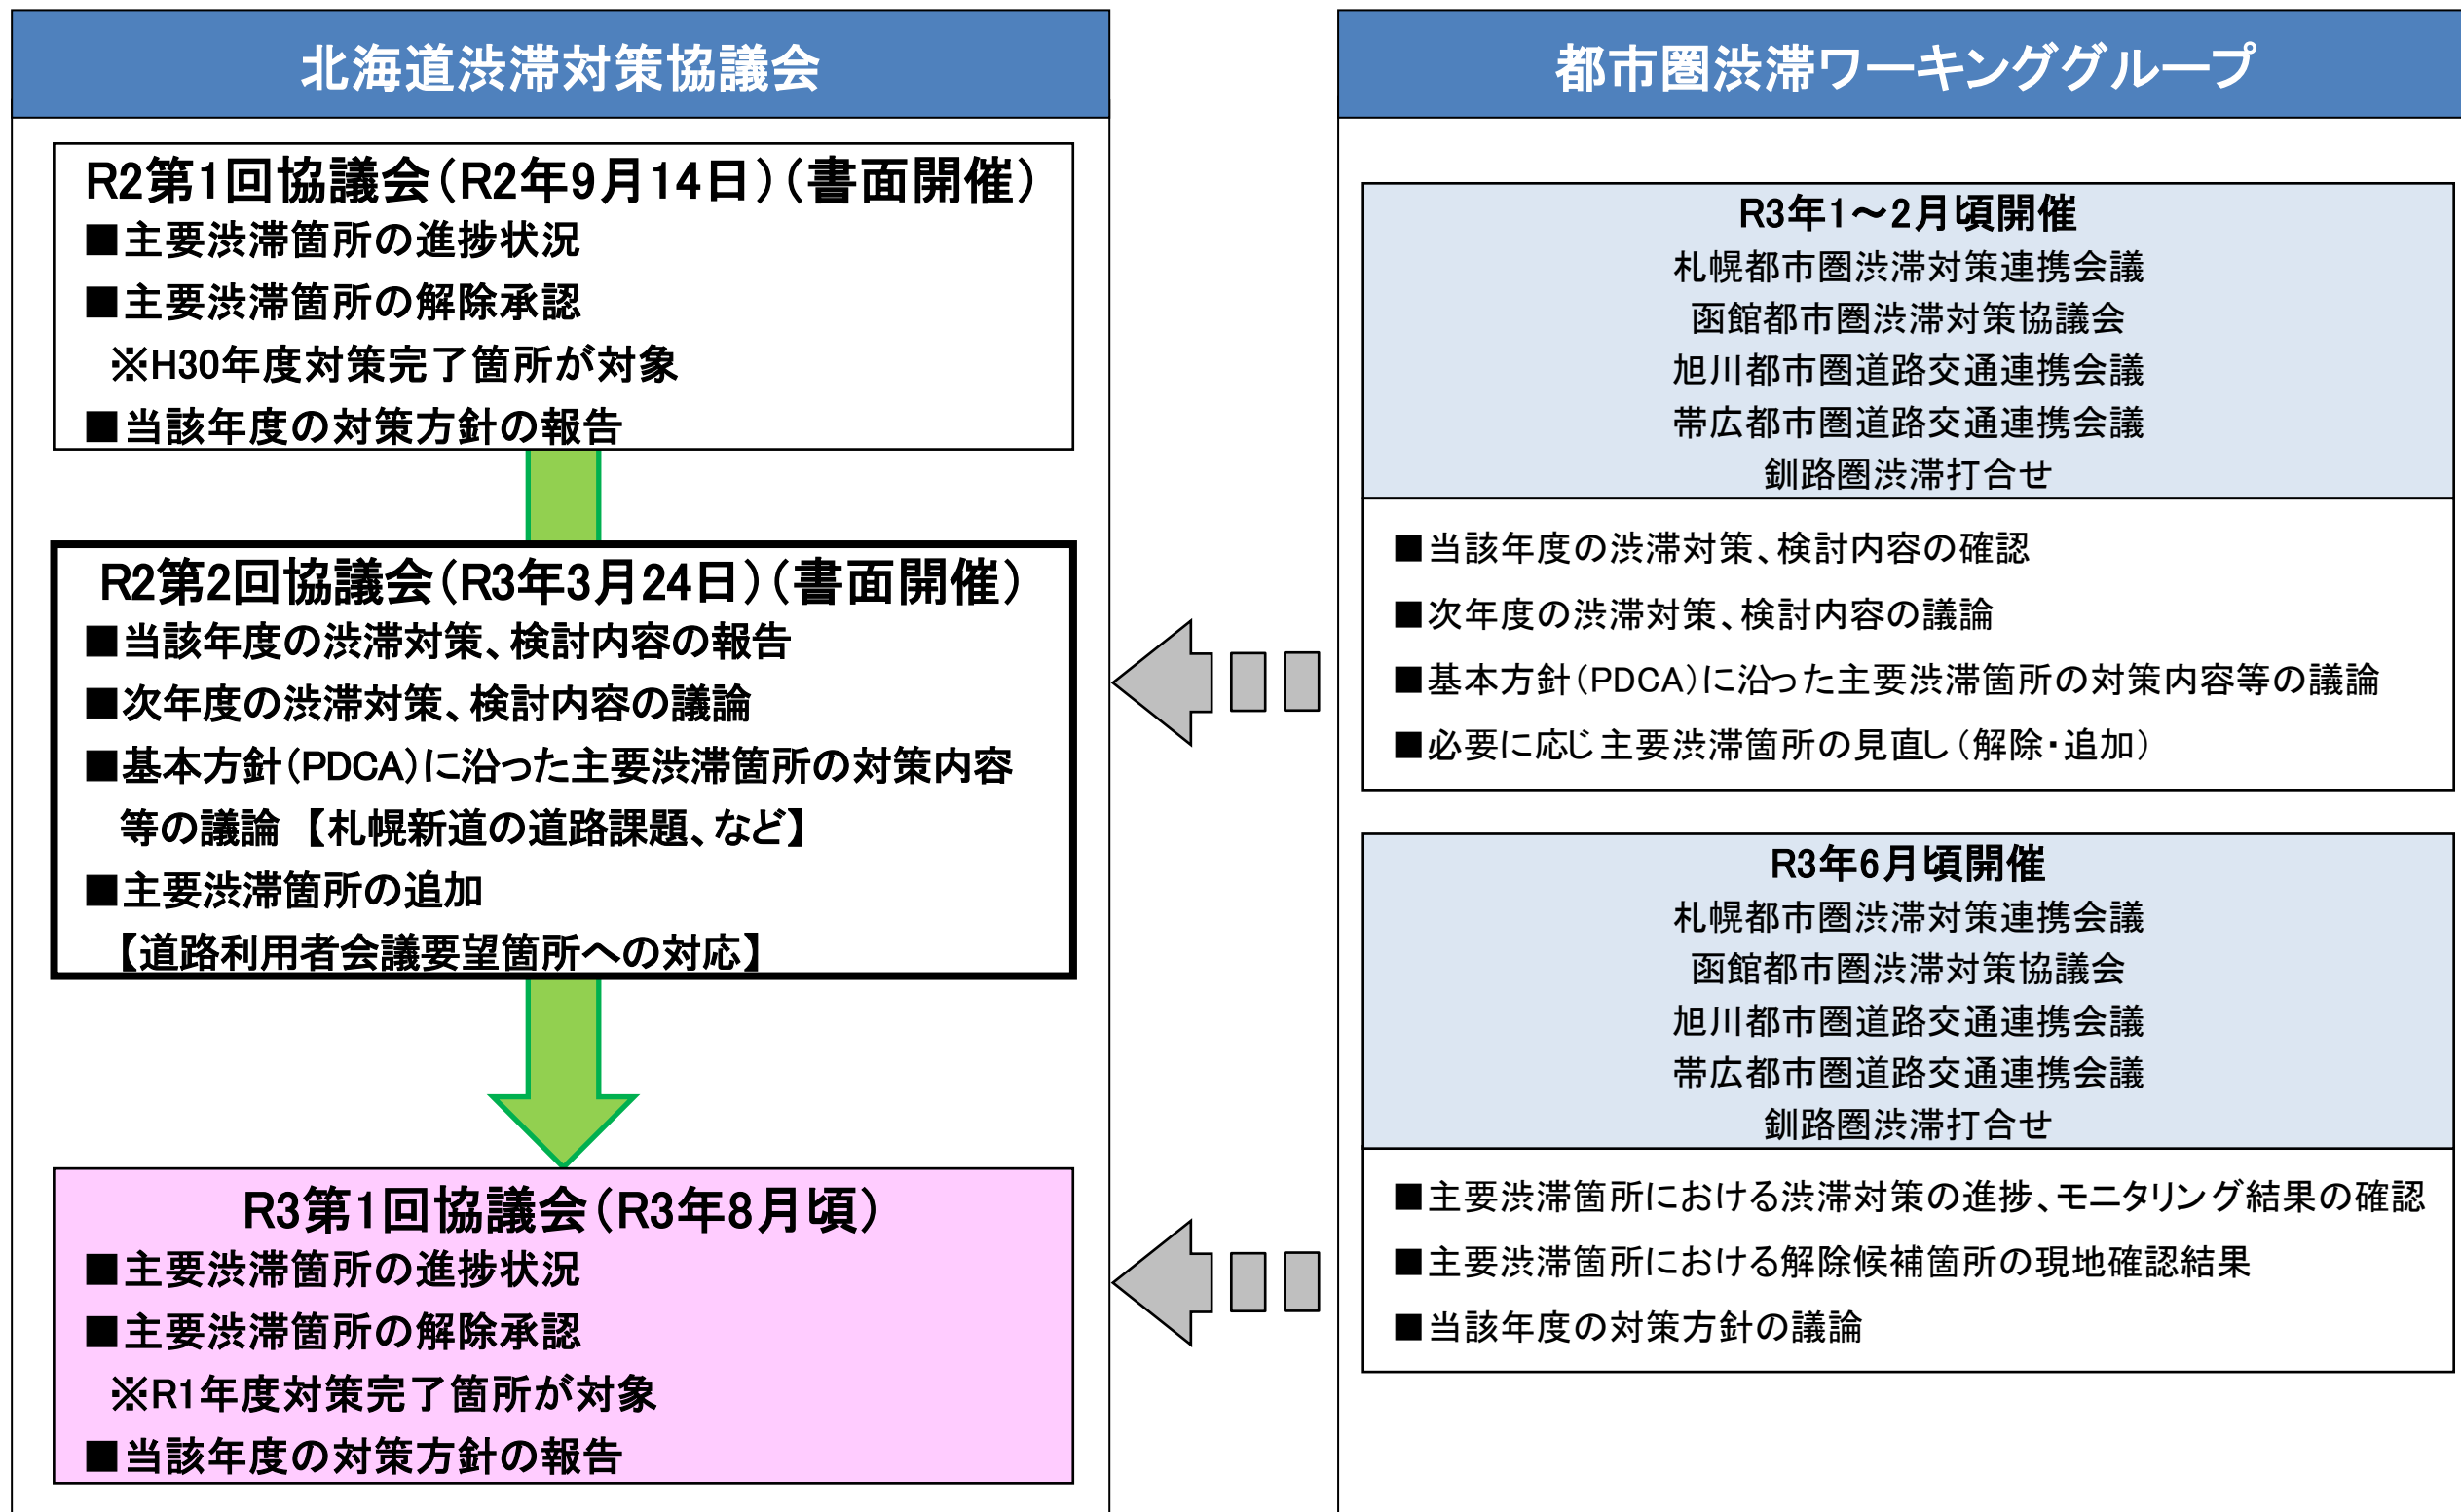 北海道渋滞対策協議会
R2第1回協議会(R2年9月14日)(書面開催)
■主要渋滞箇所の進捗状況
■主要渋滞箇所の解除承認
※H30年度対策完了箇所が対象
■当該年度の対策方針の報告
R2第2回協議会(R3年3月24日)(書面開催)
■当該年度の渋滞対策、検討内容の報告
■次年度の渋滞対策、検討内容の議論
■基本方針(PDCA)に沿った主要渋滞箇所の対策内容
等の議論 【札幌新道の道路課題、など】
■主要渋滞箇所の追加
【道路利用者会議要望箇所への対応】
R3第1回協議会(R3年8月頃)
■主要渋滞箇所の進捗状況
■主要渋滞箇所の解除承認
※R1年度対策完了箇所が対象
■当該年度の対策方針の報告
都市圏渋滞ワーキンググループ
R3年1～2月頃開催
札幌都市圏渋滞対策連携会議
函館都市圏渋滞対策協議会
旭川都市圏道路交通連携会議
帯広都市圏道路交通連携会議
釧路圏渋滞打合せ
■当該年度の渋滞対策、検討内容の確認
■次年度の渋滞対策、検討内容の議論
■基本方針(PDCA)に沿った主要渋滞箇所の対策内容等の議論
■必要に応じ主要渋滞箇所の見直し(解除・追加)
R3年6月頃開催
札幌都市圏渋滞対策連携会議
函館都市圏渋滞対策協議会
旭川都市圏道路交通連携会議
帯広都市圏道路交通連携会議
釧路圏渋滞打合せ
■主要渋滞箇所における渋滞対策の進捗、モニタリング結果の確認
■主要渋滞箇所における解除候補箇所の現地確認結果
■当該年度の対策方針の議論